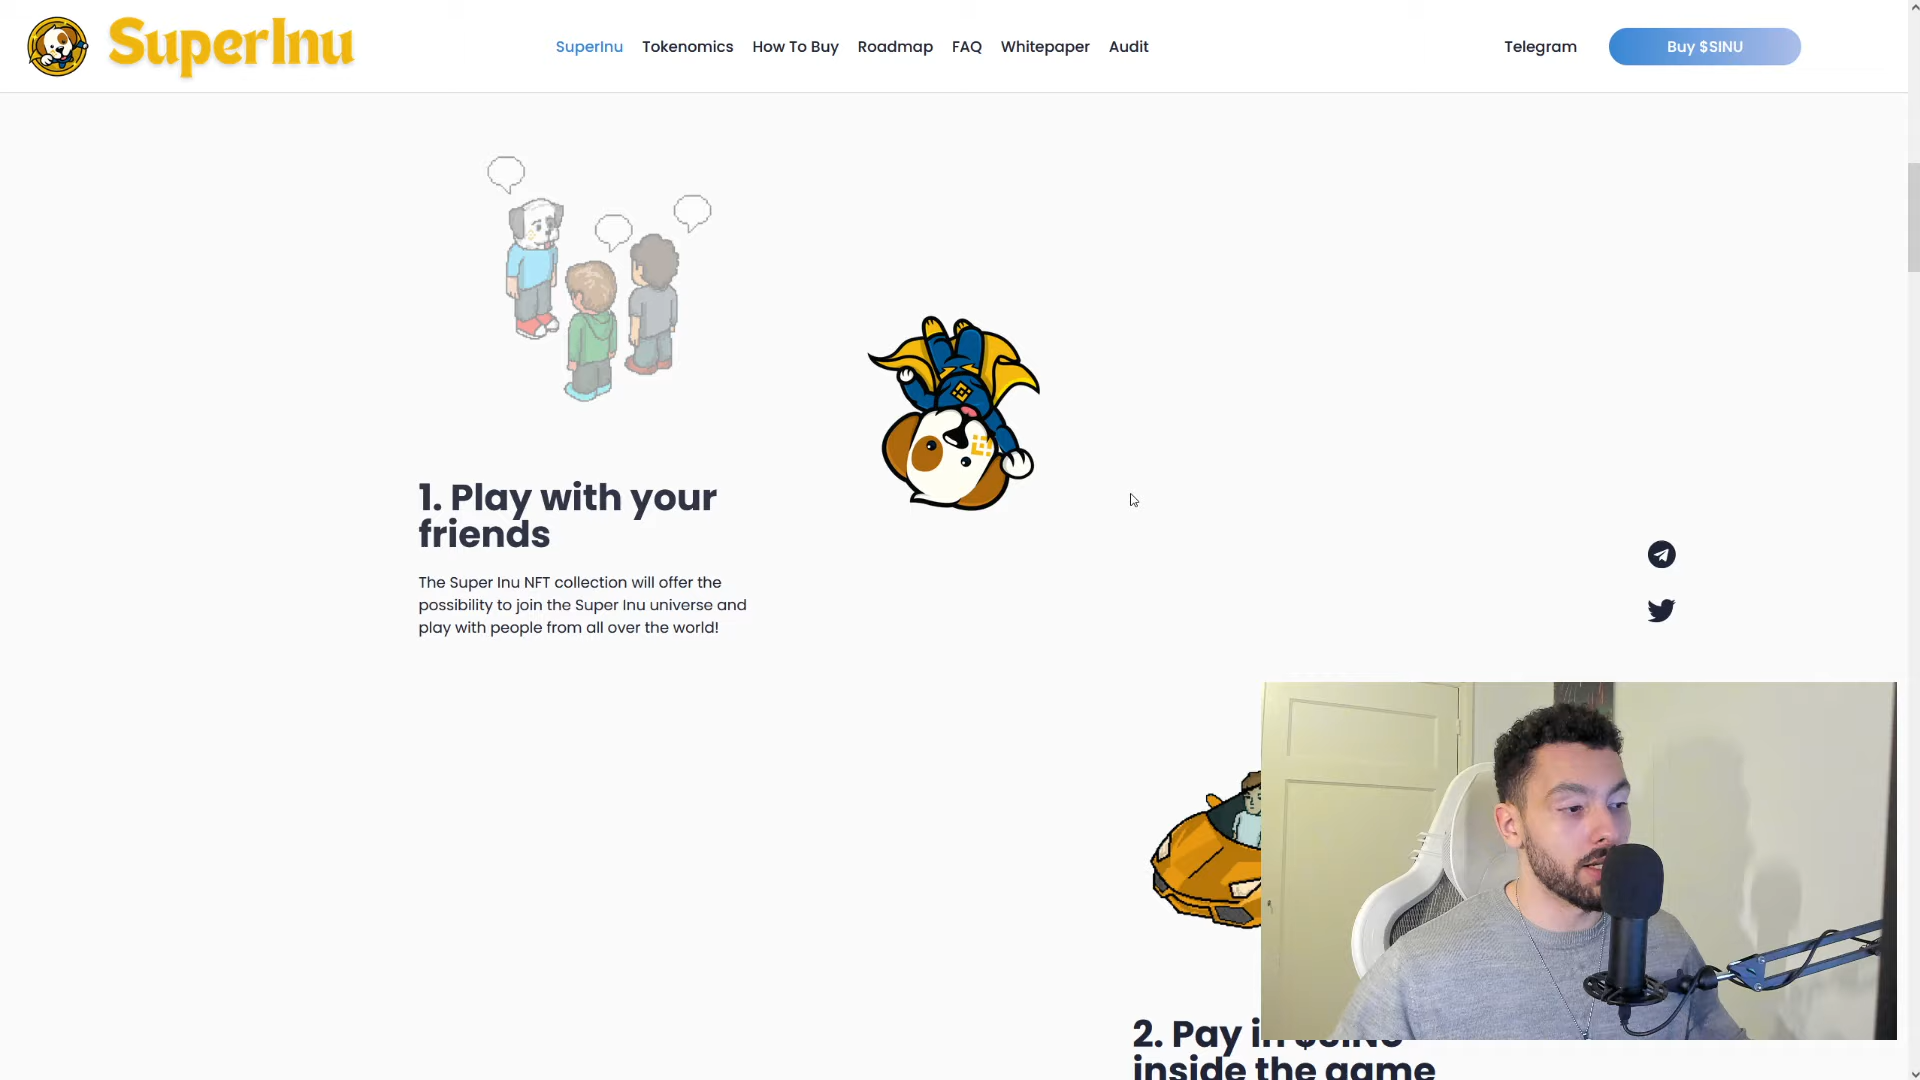 SuperInu
SuperInu Tokenomics How To Buy Roadmap FAQ Whitepaper Audit Telegram Buy $SINU
1. Play with your
friends
The Super Inu NFT collection will offer the
possibility to join the Super Inu universe and
play with people from all over the world!
2. Pay in $SINU
inside the game